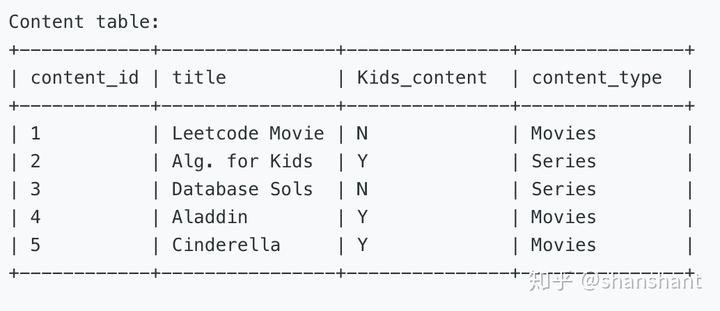 Content table:
+------------+----------------+---------------+---------------+
| content_id | title          | Kids_content  | content_type  |
+------------+----------------+---------------+---------------+
| 1          | Leetcode Movie | N             | Movies        |
| 2          | Alg. for Kids  | Y             | Series        |
| 3          | Database Sols  | N             | Series        |
| 4          | Aladdin        | Y             | Movies        |
| 5          | Cinderella     | Y             | Movies        |
+------------+----------------+---------------+---------------+
知乎 @shanshant